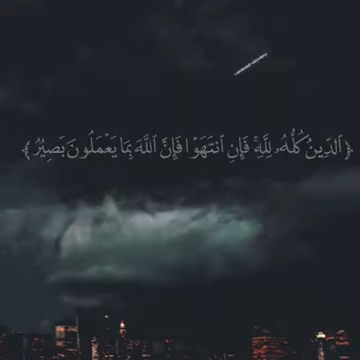 ﴿ ٱلدِّينُ كُلُّهُۥ لِلَّهِۚ فَإِنِ ٱنتَهَوْا۟ فَإِنَّ ٱللَّهَ بِمَا يَعْمَلُونَ بَصِيرٌ ﴾